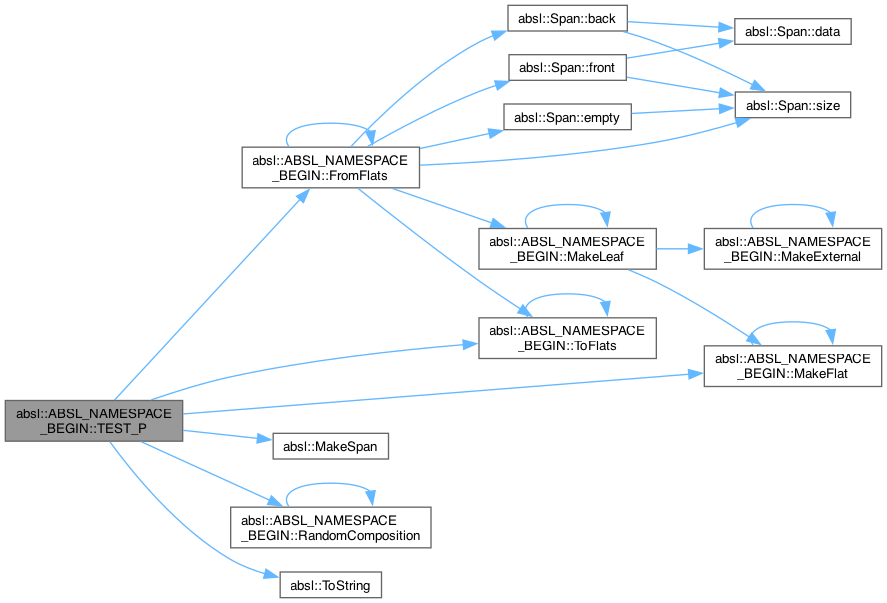 absl::Span::back
absl::Span::data
absl::Span::front
absl::Span::size
absl::Span::empty
absl::ABSL_NAMESPACE
_BEGIN::FromFlats
absl::ABSL_NAMESPACE
_BEGIN::MakeLeaf
absl::ABSL_NAMESPACE
_BEGIN::MakeExternal
absl::ABSL_NAMESPACE
_BEGIN::ToFlats
absl::ABSL_NAMESPACE
_BEGIN::MakeFlat
absl::ABSL_NAMESPACE
_BEGIN::TEST_P
absl::MakeSpan
absl::ABSL_NAMESPACE
_BEGIN::RandomComposition
absl::ToString